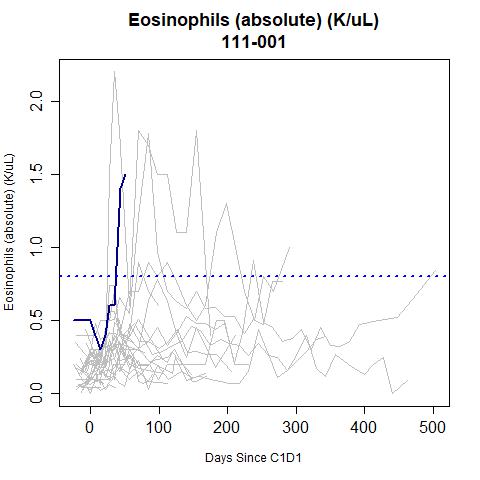 Eosinophils (absolute) (K/uL)
111-001
Eosinophils (absolute) (K/uL)
2.0
1.5
1.0
0.5
0.0
0 100 200 300 400 500
Days Since C1D1